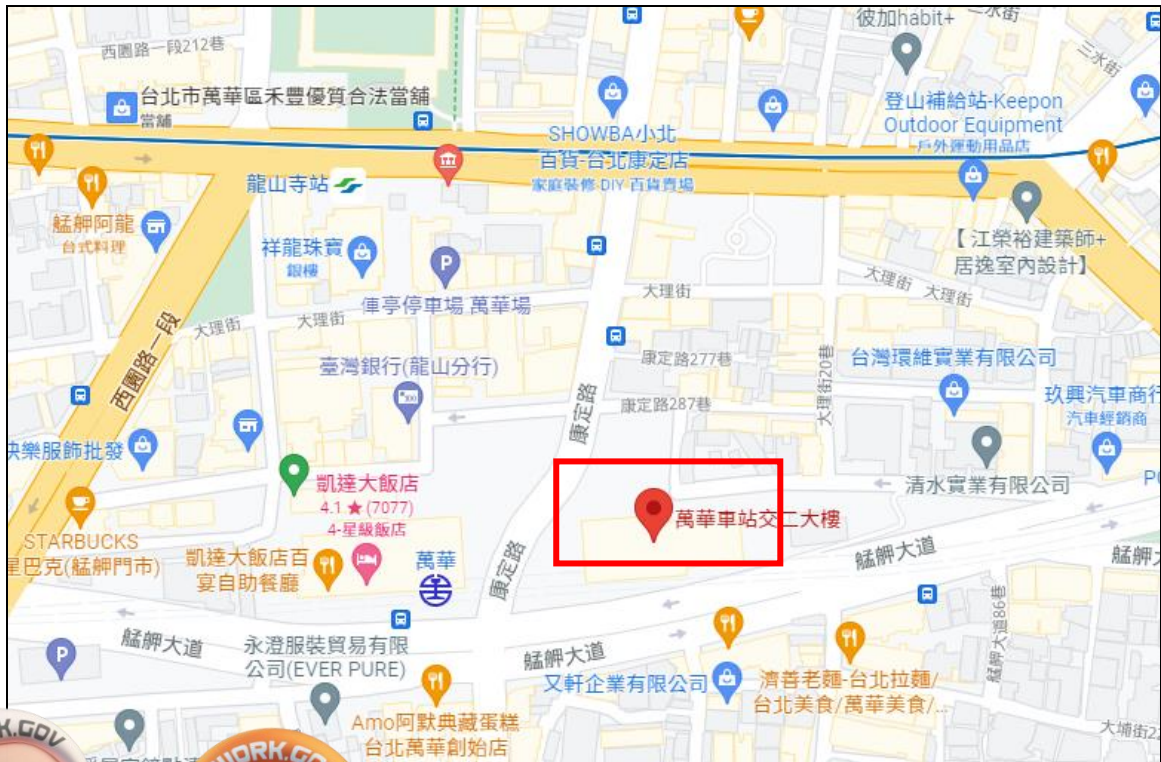 彼加habit+
三水街
西園路一段212巷
三水街
台北市萬華區禾豐優質合法當舖
當舖
登山補給站-Keepon
Outdoor Equipment
戶外運動用品店
SHOWBA小北
百貨-台北康定店
家庭裝修 DIY 百貨賣場
龍山寺站
艋舺阿龍
台式料理
祥龍珠寶
銀樓
【江榮裕建築師+
居逸室內設計】
俥亭停車場 萬華場
大理街
大理街
大理街
大理街
大理街
西園路一段
臺灣銀行(龍山分行)
康定路277巷
大理街20巷
台灣環維實業有限公司
康定路
康定路287巷
玖興汽車商行
汽車經銷商
快樂服飾批發
凱達大飯店
4.1 ★ (7077)
4-星級飯店
清水實業有限公司
萬華車站交二大樓
STARBUCKS
星巴克(艋舺門市)
凱達大飯店百
宴自助餐廳
萬華
康定路
艋舺大道
艋舺大道86巷
艋舺大道
永澄服裝貿易有限
公司(EVER PURE)
艋舺大道
又軒企業有限公司
濟善老麵-台北拉麵/
台北美食/萬華美食/...
Amo阿默典藏蛋糕
台北萬華創始店
P
P